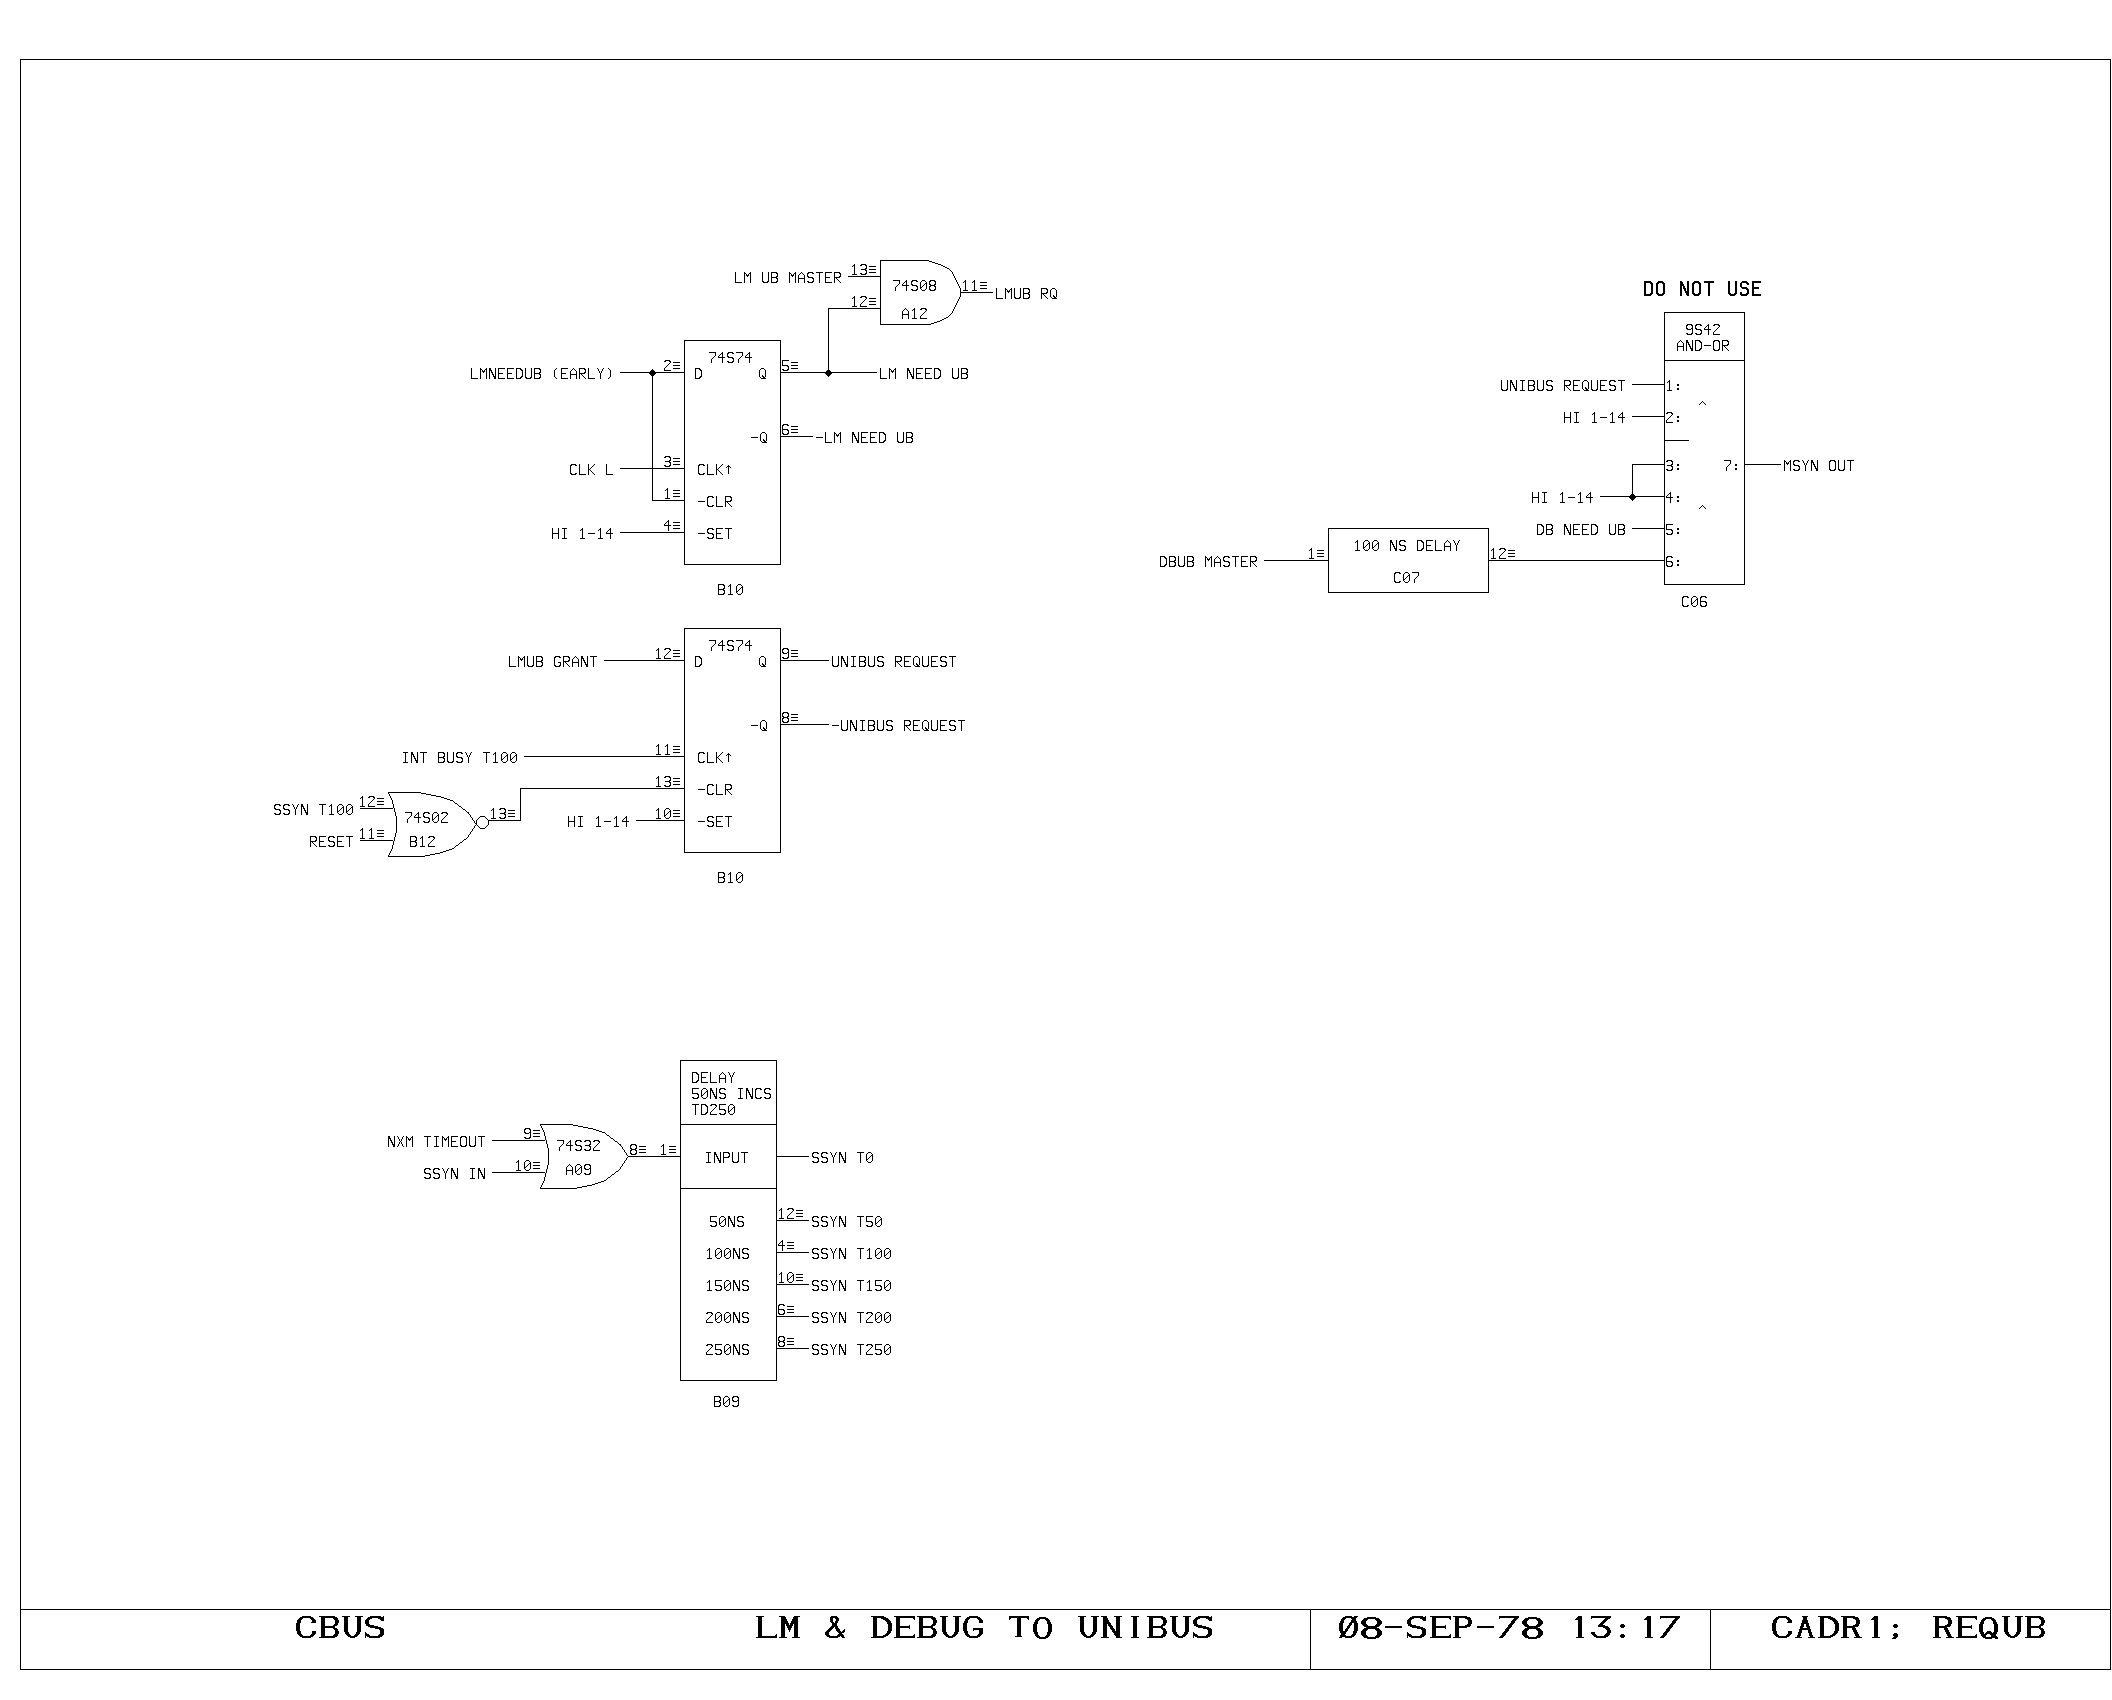 LM UB MASTER 13≡ 74S08 11≡ LMUB RQ
12≡ A12
DO NOT USE
9S42
AND-OR
74S74
LMNEEDUB (EARLY) 2≡ D Q 5≡ LM NEED UB
-Q 6≡ -LM NEED UB
CLK L 3≡ CLK↑
1≡ -CLR
HI 1-14 4≡ -SET
B10
UNIBUS REQUEST 1:
^
HI 1-14 2:
3: 7: MSYN OUT
HI 1-14 4:
^
DB NEED UB 5:
DBUB MASTER 1≡ 100 NS DELAY 12≡ 6:
C07
C06
74S74
LMUB GRANT 12≡ D Q 9≡ UNIBUS REQUEST
-Q 8≡ -UNIBUS REQUEST
INT BUSY T100 11≡ CLK↑
13≡ -CLR
SSYN T100 12≡ 74S02 13≡ HI 1-14 10≡ -SET
RESET 11≡ B12
B10
DELAY
50NS INCS
TD250
NXM TIMEOUT 9≡ 74S32 8≡ 1≡ INPUT SSYN T0
SSYN IN 10≡ A09
50NS 12≡ SSYN T50
100NS 4≡ SSYN T100
150NS 10≡ SSYN T150
200NS 6≡ SSYN T200
250NS 8≡ SSYN T250
B09
CBUS LM & DEBUG TO UNIBUS Ø8-SEP-78 13:17 CADR1; REQUB